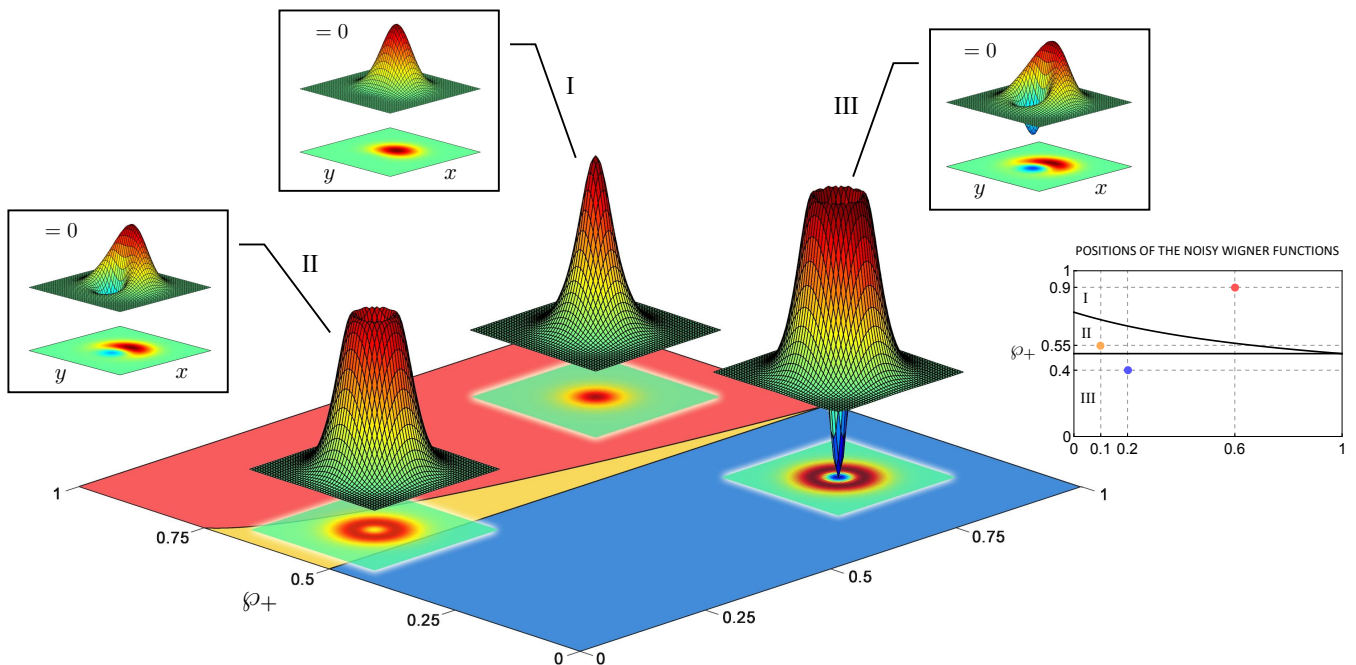 = 0
y
x
I
= 0
y
x
II
= 0
y
x
III
1
0.75
0.5
0.25
0
℘+
0
0.25
0.5
0.75
1
POSITIONS OF THE NOISY WIGNER FUNCTIONS
1
0.9
I
II
0.55
℘+
0.4
III
0
0 0.1 0.2 0.6 1